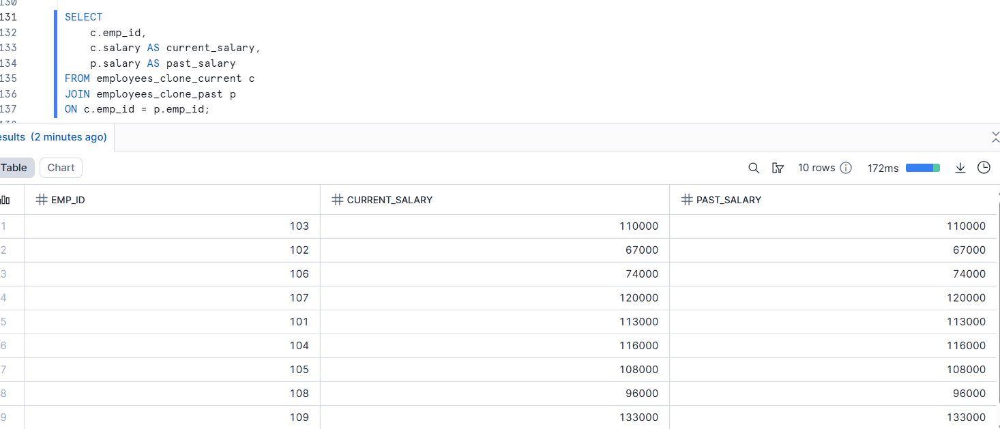 130
131 SELECT
132 c.emp_id,
133 c.salary AS current_salary,
134 p.salary AS past_salary
135 FROM employees_clone_current c
136 JOIN employees_clone_past p
137 ON c.emp_id = p.emp_id;
esults (2 minutes ago)
Table Chart 10 rows 172ms
EMP_ID CURRENT_SALARY PAST_SALARY
1 103 110000 110000
2 102 67000 67000
3 106 74000 74000
4 107 120000 120000
5 101 113000 113000
6 104 116000 116000
7 105 108000 108000
8 108 96000 96000
9 109 133000 133000